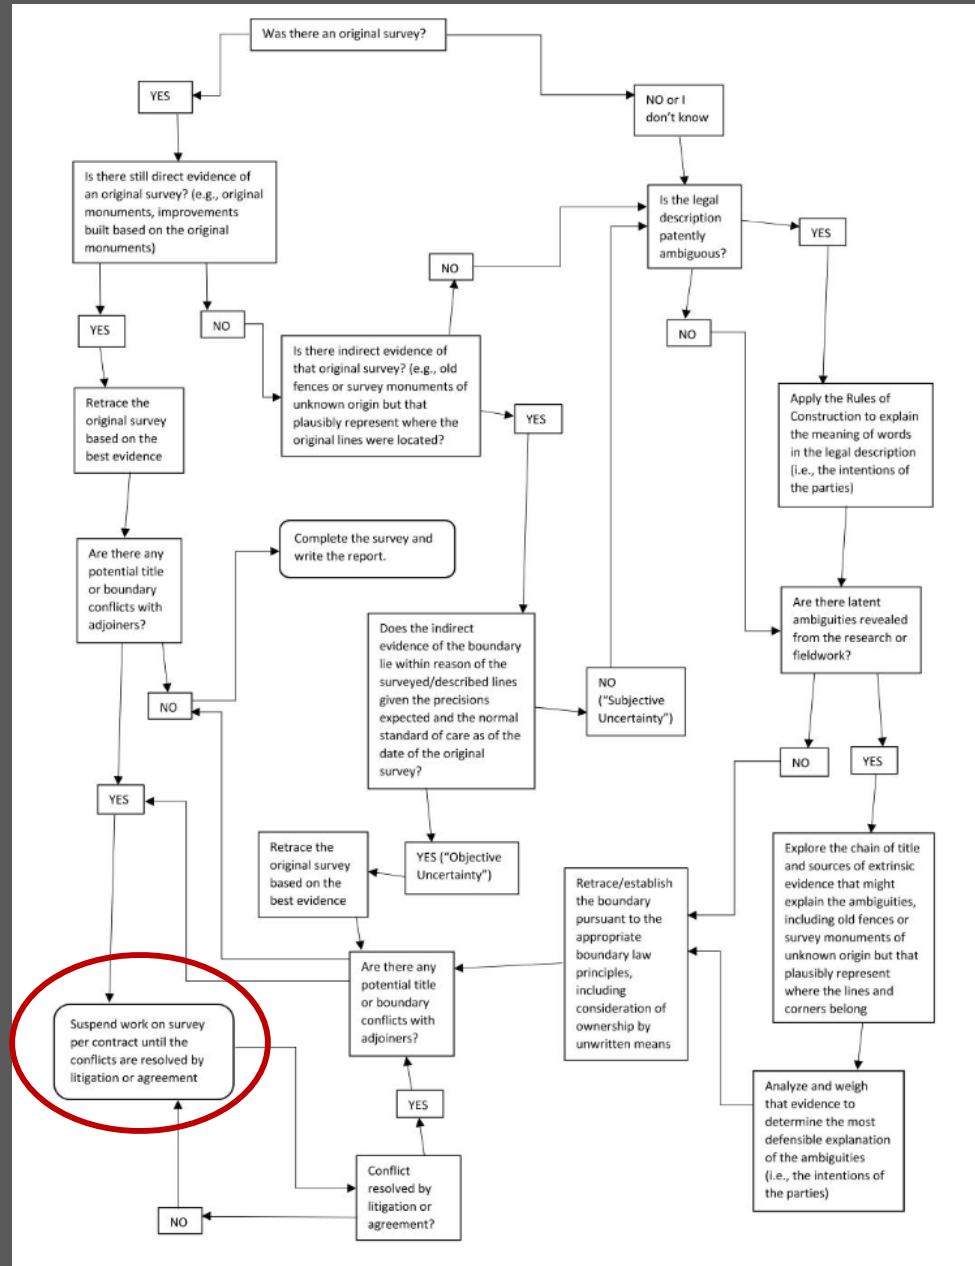 Was there an original survey?
YES
NO or I
don't know
Is there still direct evidence of
an original survey? (e.g., original
monuments, improvements
built based on the original
monuments)
Is the legal
description
patently
ambiguous?
YES
NO
YES
NO
NO
Is there indirect evidence of
that original survey? (e.g., old
fences or survey monuments of
unknown origin but that
plausibly represent where the
original lines were located?
YES
Retrace the
original survey
based on the
best evidence
Apply the Rules of
Construction to explain
the meaning of words
in the legal description
(i.e., the intentions of
the parties)
Complete the survey and
write the report.
Are there any
potential title
or boundary
conflicts with
adjoiners?
Are there latent
ambiguities revealed
from the research or
fieldwork?
Does the indirect
evidence of the boundary
lie within reason of the
surveyed/described lines
given the precisions
expected and the normal
standard of care as of the
date of the original
survey?
NO
("Subjective
Uncertainty")
NO
NO
YES
YES
YES ("Objective
Uncertainty")
Retrace the
original survey
based on the
best evidence
Retrace/establish
the boundary
pursuant to the
appropriate
boundary law
principles,
including
consideration of
ownership by
unwritten means
Explore the chain of title
and sources of extrinsic
evidence that might
explain the ambiguities,
including old fences or
survey monuments of
unknown origin but that
plausibly represent
where the lines and
corners belong
Are there any
potential title
or boundary
conflicts with
adjoiners?
Suspend work on survey
per contract until the
conflicts are resolved by
litigation or agreement
Analyze and weigh
that evidence to
determine the most
defensible explanation
of the ambiguities
(i.e., the intentions of
the parties)
YES
Conflict
resolved by
litigation or
agreement?
NO